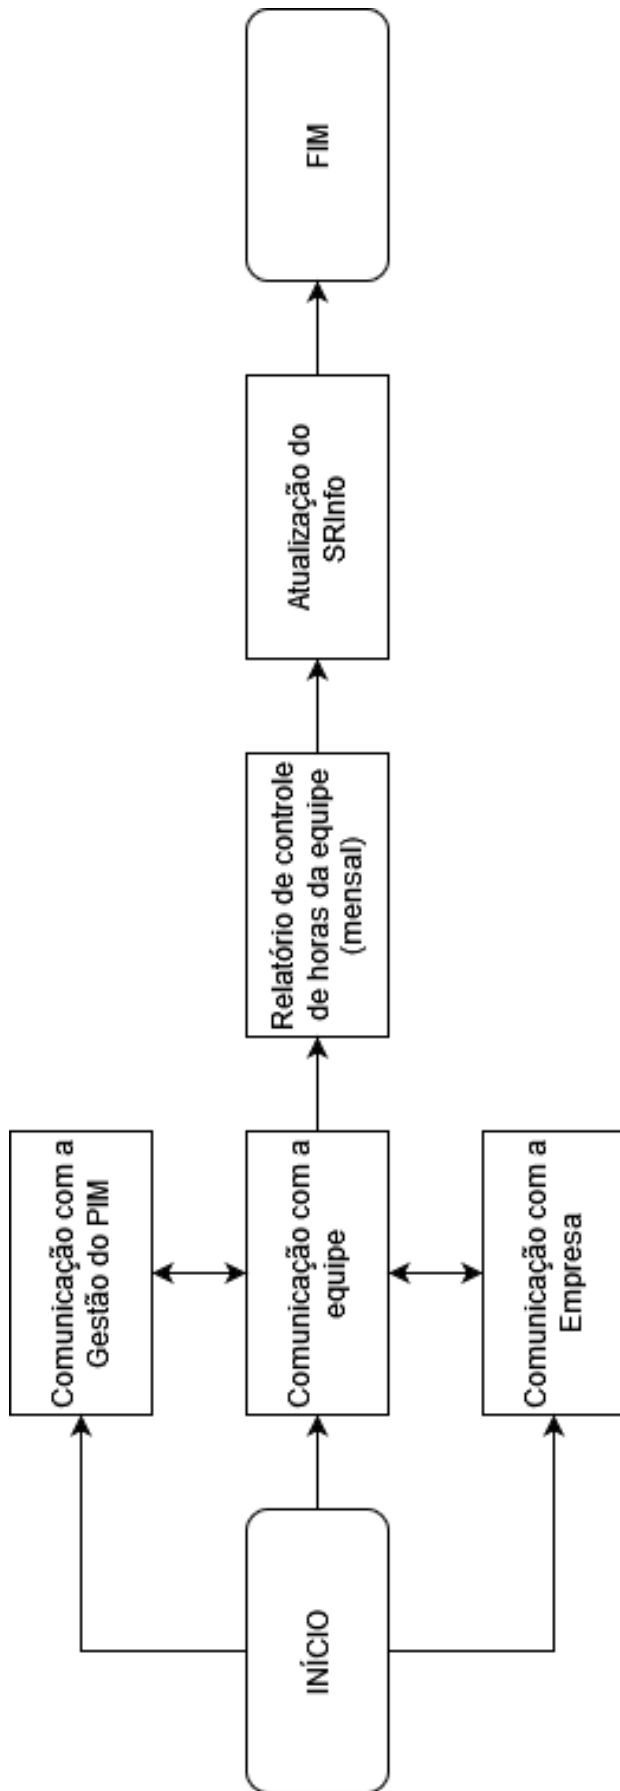 INÍCIO
Comunicação com a
Gestão do PIM
Comunicação com a
equipe
Comunicação com a
Empresa
Relatório de controle
de horas da equipe
(mensal)
Atualização do
SRInfo
FIM